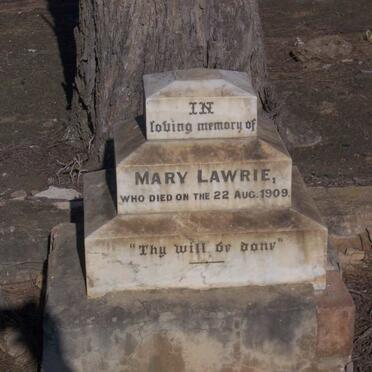 IN
loving memory of
MARY LAWRIE,
WHO DIED ON THE 22 AUG. 1909.
"Thy will be done"